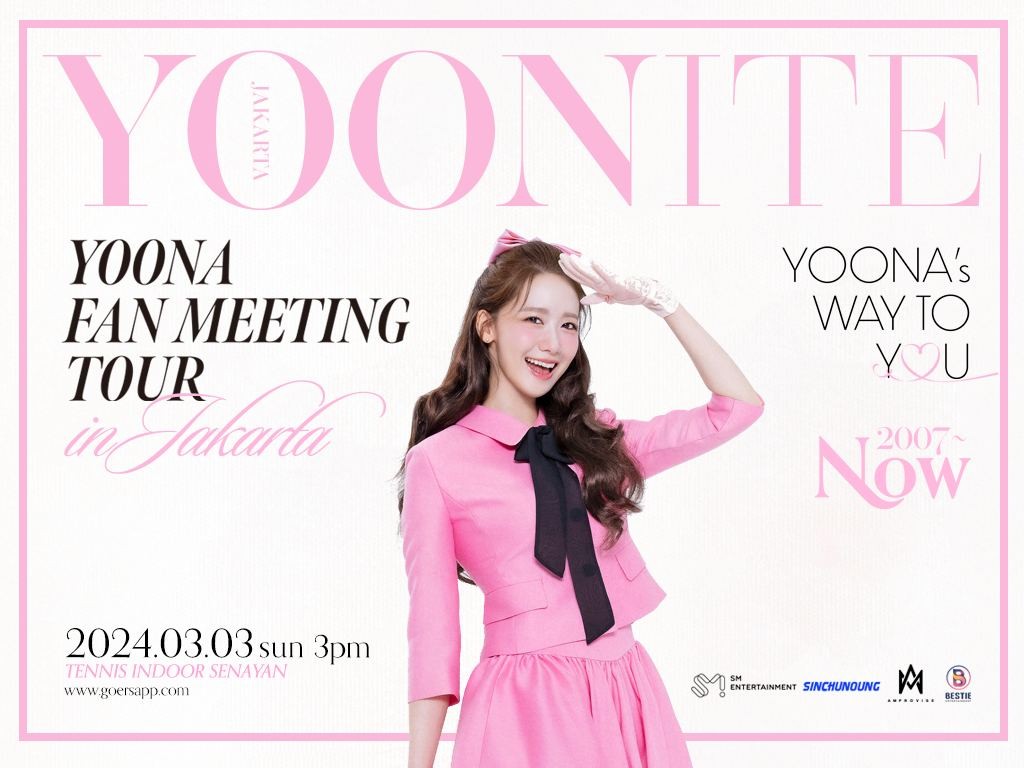 YOONITE
JAKARTA
YOONA
FAN MEETING
TOUR
in Jakarta
YOONA's
WAY TO
YOU
2007~
Now
2024.03.03 sun 3pm
TENNIS INDOOR SENAYAN
www.goersapp.com
SM
ENTERTAINMENT
SINCHUNOUNG
AMPROVISE
BESTIE
ENTERTAINMENT